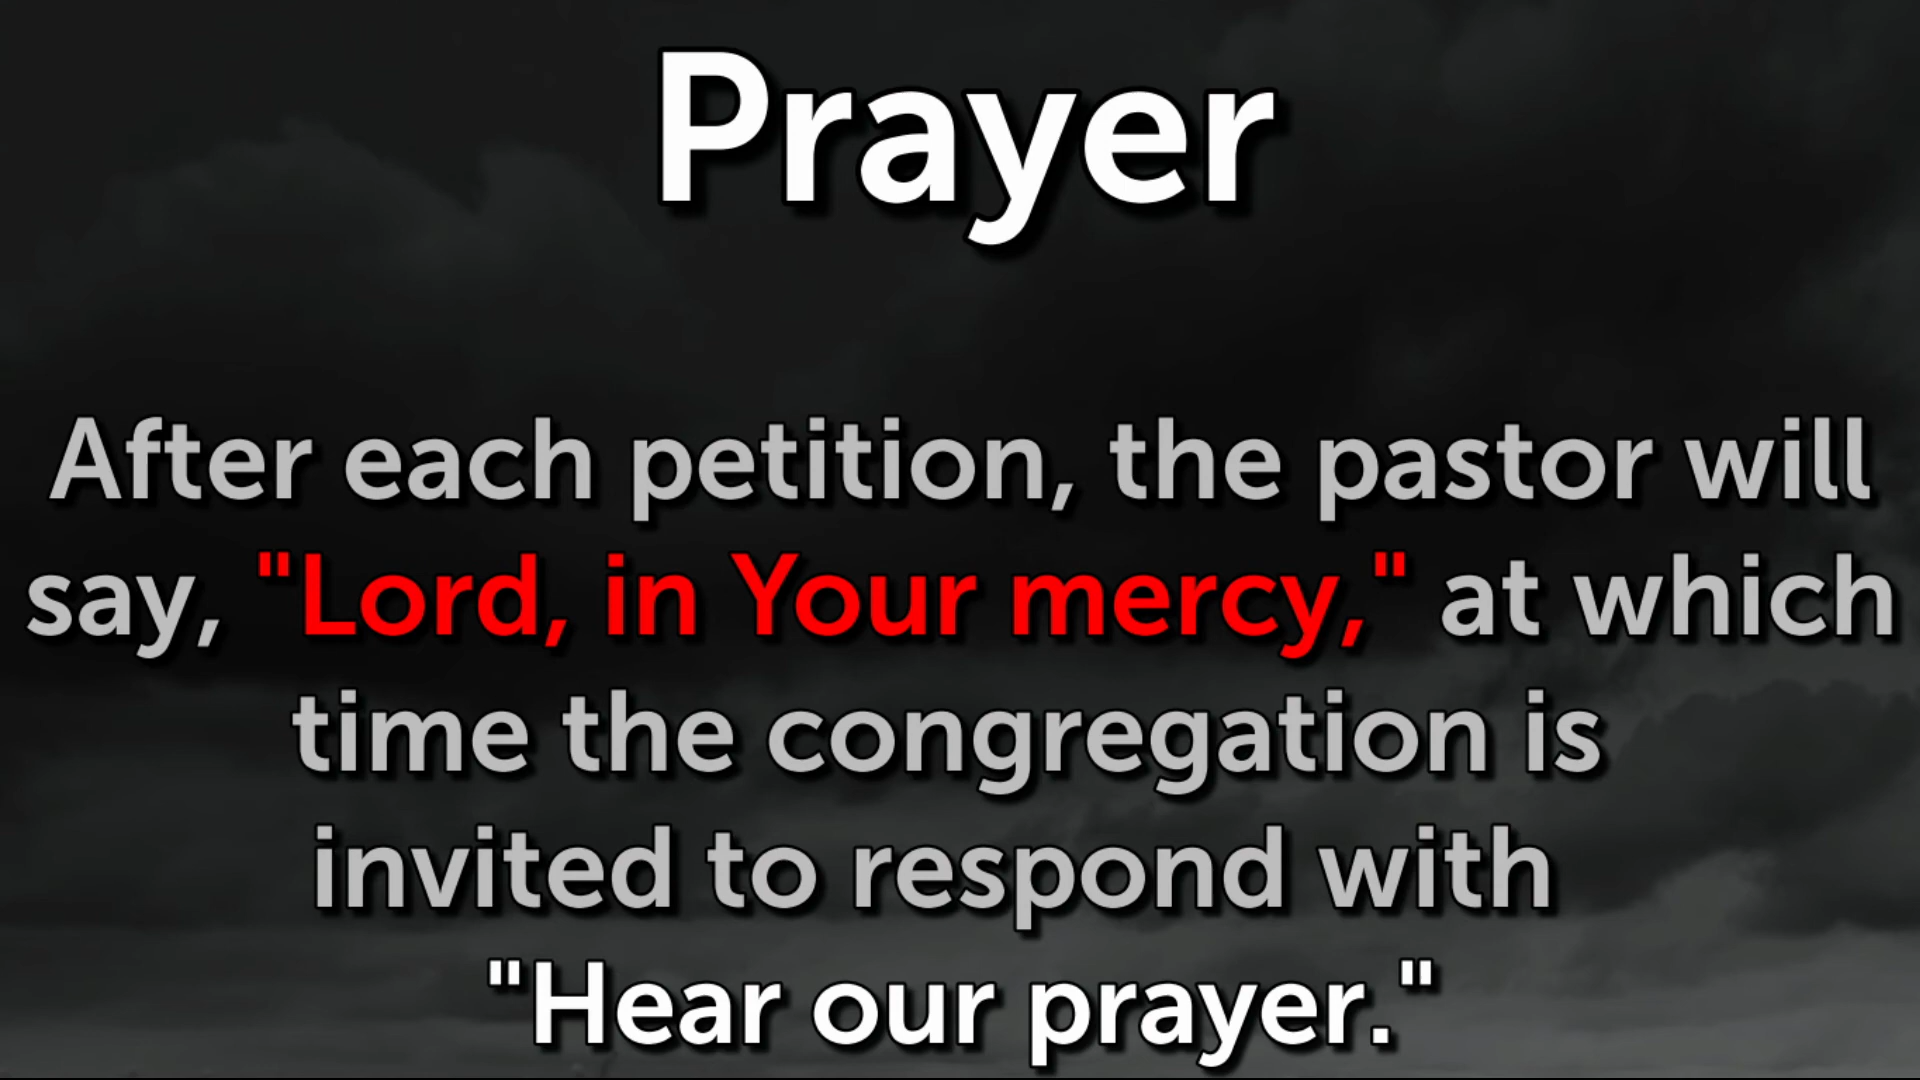 Prayer
After each petition, the pastor will
say, "Lord, in Your mercy," at which
time the congregation is
invited to respond with
"Hear our prayer."